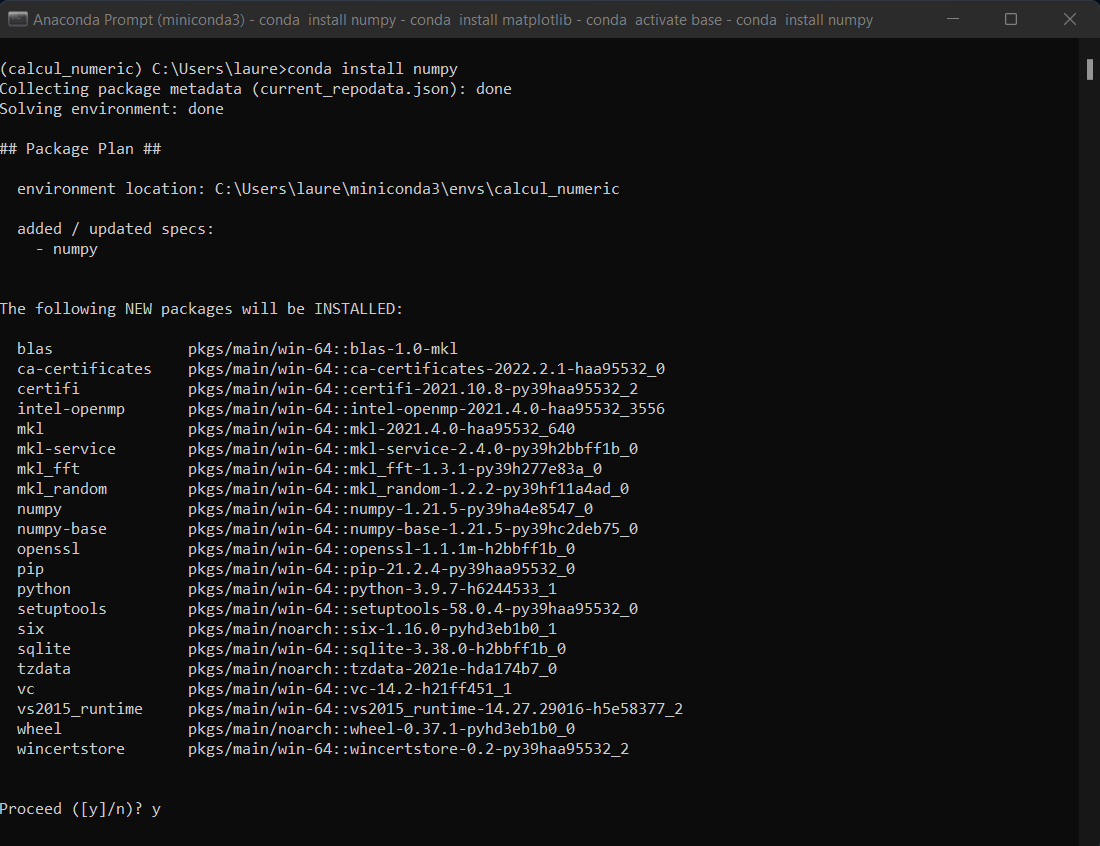 Anaconda Prompt (miniconda3) - conda  install numpy - conda  install matplotlib - conda  activate base - conda  install numpy
(calcul_numeric) C:\Users\laure>conda install numpy
Collecting package metadata (current_repodata.json): done
Solving environment: done
## Package Plan ##
  environment location: C:\Users\laure\miniconda3\envs\calcul_numeric
  added / updated specs:
    - numpy
The following NEW packages will be INSTALLED:
  blas               pkgs/main/win-64::blas-1.0-mkl
  ca-certificates    pkgs/main/win-64::ca-certificates-2022.2.1-haa95532_0
  certifi            pkgs/main/win-64::certifi-2021.10.8-py39haa95532_2
  intel-openmp       pkgs/main/win-64::intel-openmp-2021.4.0-haa95532_3556
  mkl                pkgs/main/win-64::mkl-2021.4.0-haa95532_640
  mkl-service        pkgs/main/win-64::mkl-service-2.4.0-py39h2bbff1b_0
  mkl_fft            pkgs/main/win-64::mkl_fft-1.3.1-py39h277e83a_0
  mkl_random         pkgs/main/win-64::mkl_random-1.2.2-py39hf11a4ad_0
  numpy              pkgs/main/win-64::numpy-1.21.5-py39ha4e8547_0
  numpy-base         pkgs/main/win-64::numpy-base-1.21.5-py39hc2deb75_0
  openssl            pkgs/main/win-64::openssl-1.1.1m-h2bbff1b_0
  pip                pkgs/main/win-64::pip-21.2.4-py39haa95532_0
  python             pkgs/main/win-64::python-3.9.7-h6244533_1
  setuptools         pkgs/main/win-64::setuptools-58.0.4-py39haa95532_0
  six                pkgs/main/noarch::six-1.16.0-pyhd3eb1b0_1
  sqlite             pkgs/main/win-64::sqlite-3.38.0-h2bbff1b_0
  tzdata             pkgs/main/noarch::tzdata-2021e-hda174b7_0
  vc                 pkgs/main/win-64::vc-14.2-h21ff451_1
  vs2015_runtime     pkgs/main/win-64::vs2015_runtime-14.27.29016-h5e58377_2
  wheel              pkgs/main/noarch::wheel-0.37.1-pyhd3eb1b0_0
  wincertstore       pkgs/main/win-64::wincertstore-0.2-py39haa95532_2
Proceed ([y]/n)? y